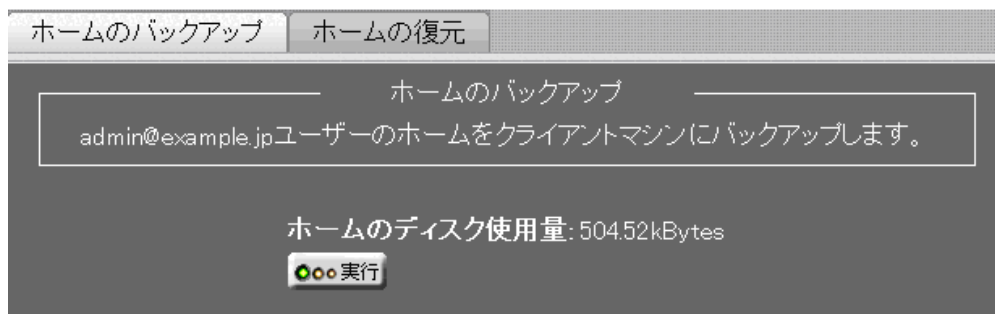 ホームのバックアップ ホームの復元
ホームのバックアップ
admin@example.jpユーザーのホームをクライアントマシンにバックアップします。
ホームのディスク使用量: 504.52kBytes
実行